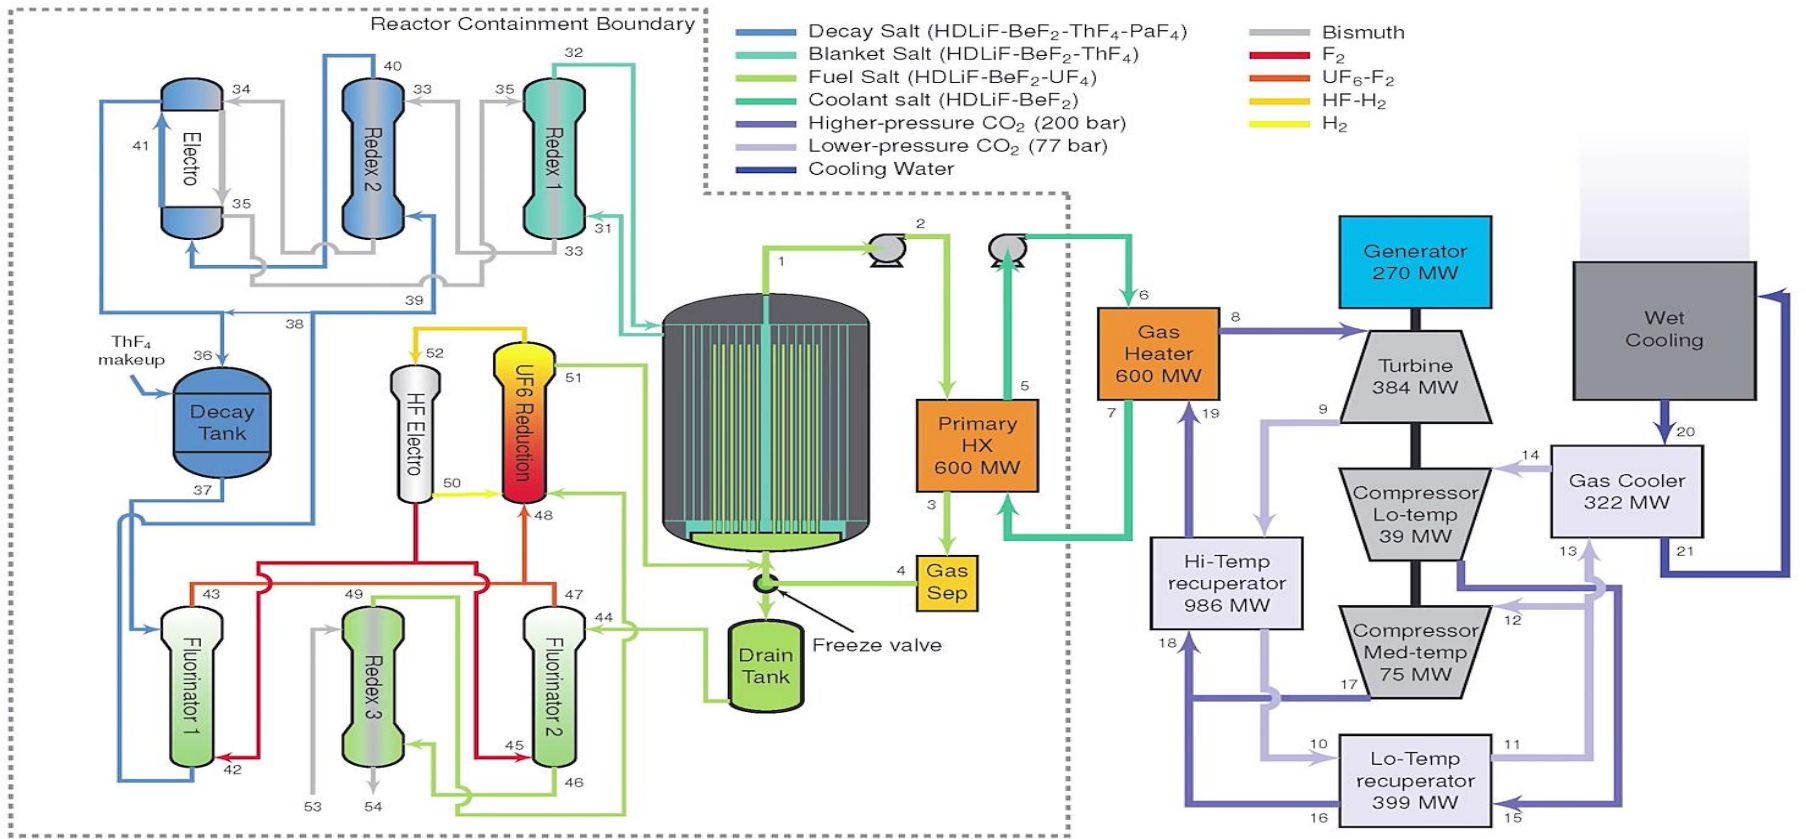 Reactor Containment Boundary
Decay Salt (HDLiF-BeF₂-ThF₄-PaF₄)
Blanket Salt (HDLiF-BeF₂-ThF₄)
Fuel Salt (HDLiF-BeF₂-UF₄)
Coolant salt (HDLiF-BeF₂)
Higher-pressure CO₂ (200 bar)
Lower-pressure CO₂ (77 bar)
Cooling Water
Bismuth
F₂
UF₆-F₂
HF-H₂
H₂
40
32
34
33
35
41
Electro
Redex 2
Redex 1
35
31
33
39
38
36
ThF₄
makeup
Decay
Tank
37
52
HF Electro
UF6 Reduction
51
50
48
43
49
47
44
Fluorinator 1
Redex 3
Fluorinator 2
42
45
46
53
54
1
2
Primary
HX
600 MW
3
4
5
Gas
Sep
Freeze valve
Drain
Tank
6
Gas
Heater
600 MW
7
8
19
Generator
270 MW
Turbine
384 MW
9
Compressor
Lo-temp
39 MW
Compressor
Med-temp
75 MW
14
12
13
17
18
Hi-Temp
recuperator
986 MW
10
11
Lo-Temp
recuperator
399 MW
16
15
Wet
Cooling
20
Gas Cooler
322 MW
21